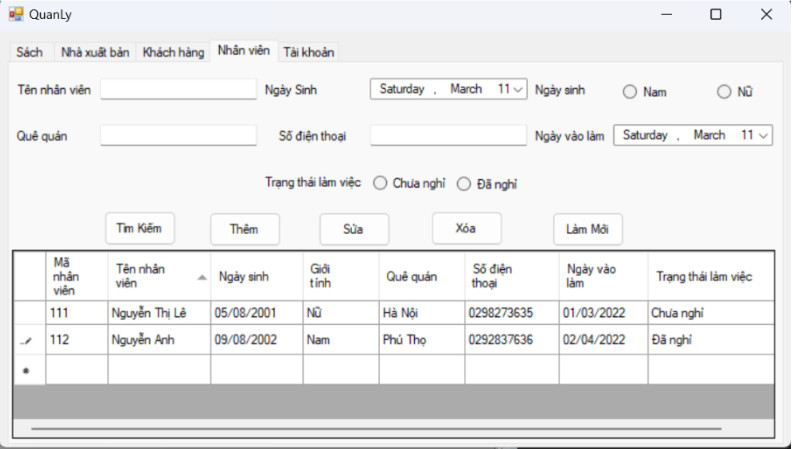 QuanLy
Sách Nhà xuất bản Khách hàng Nhân viên Tài khoản
Tên nhân viên Ngày Sinh Saturday , March 11 Ngày sinh Nam Nữ
Quê quán Số điện thoại Ngày vào làm Saturday , March 11
Trạng thái làm việc Chưa nghỉ Đã nghỉ
Tìm Kiếm Thêm Sửa Xóa Làm Mới
Mã nhân viên Tên nhân viên Ngày sinh Giới tính Quê quán Số điện thoại Ngày vào làm Trạng thái làm việc
111 Nguyễn Thị Lê 05/08/2001 Nữ Hà Nội 0298273635 01/03/2022 Chưa nghỉ
112 Nguyễn Anh 09/08/2002 Nam Phú Thọ 0292837636 02/04/2022 Đã nghỉ